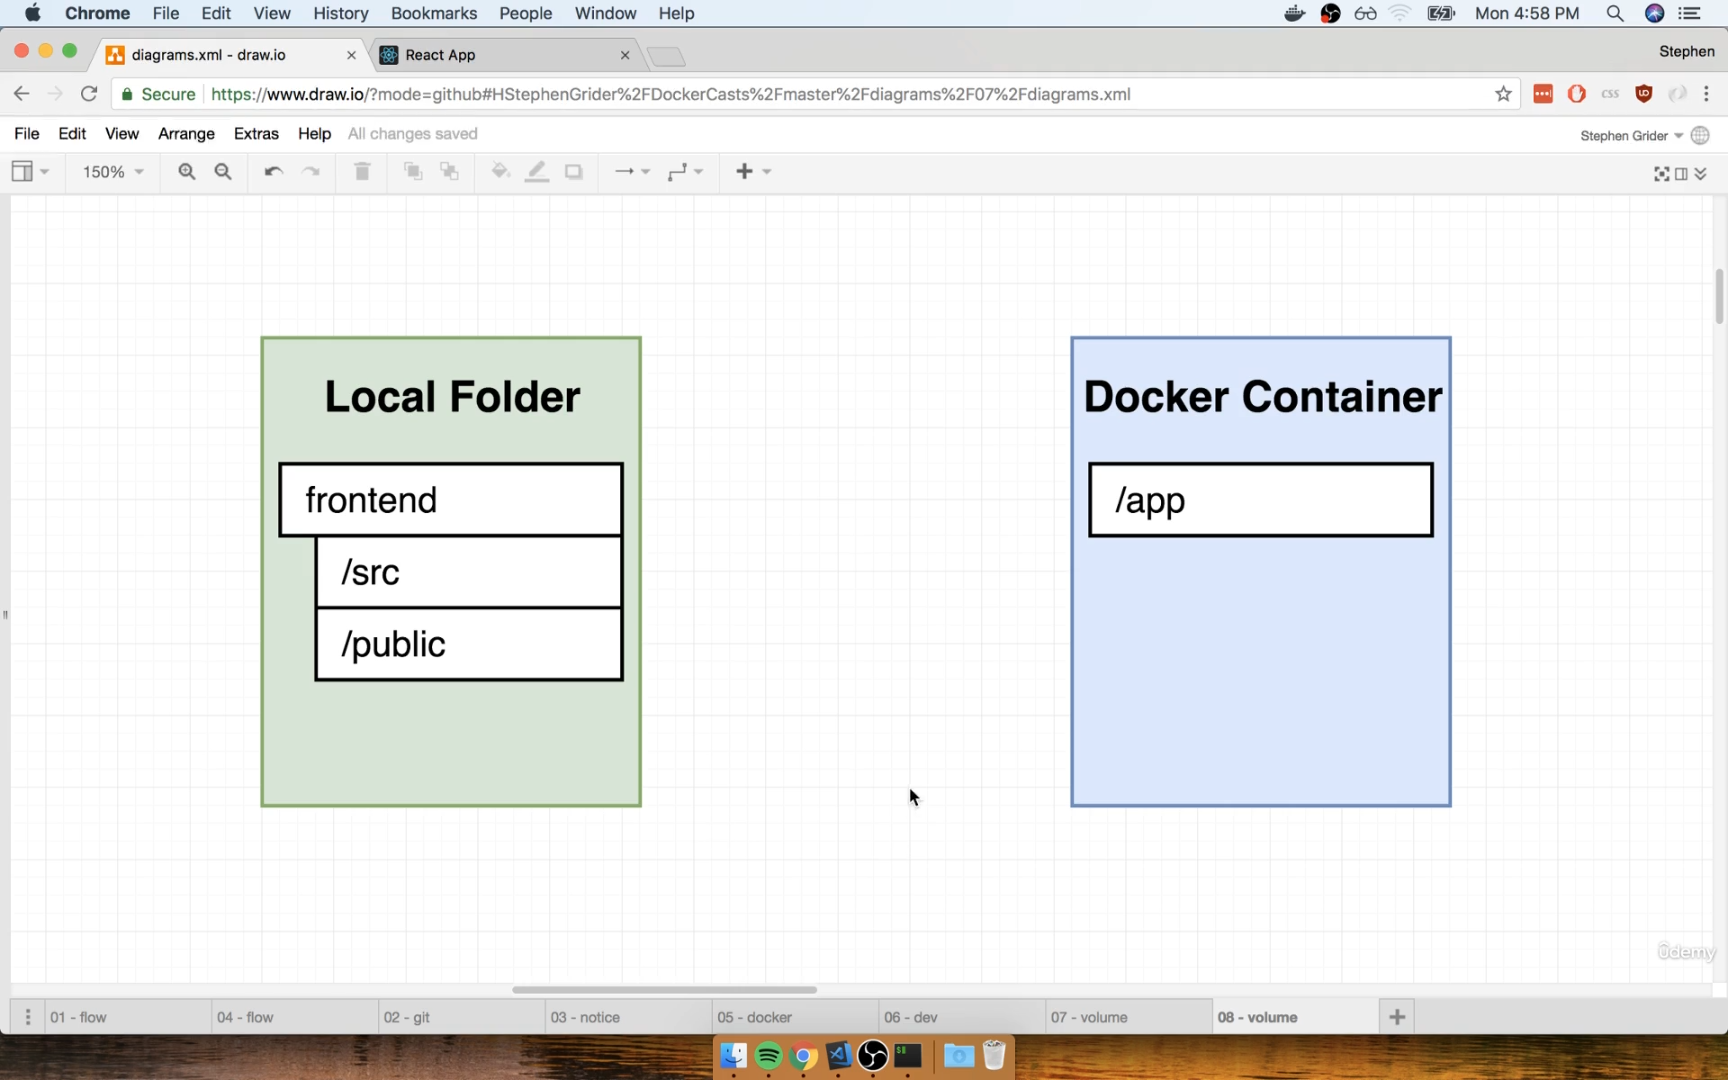 Chrome File Edit View History Bookmarks People Window Help Mon 4:58 PM
diagrams.xml - draw.io React App Stephen
Secure https://www.draw.io/?mode=github#HStephenGrider%2FDockerCasts%2Fmaster%2Fdiagrams%2F07%2Fdiagrams.xml css
File Edit View Arrange Extras Help All changes saved Stephen Grider
150%
Local Folder
frontend
/src
/public
Docker Container
/app
ûdemy
01 - flow 04 - flow 02 - git 03 - notice 05 - docker 06 - dev 07 - volume 08 - volume